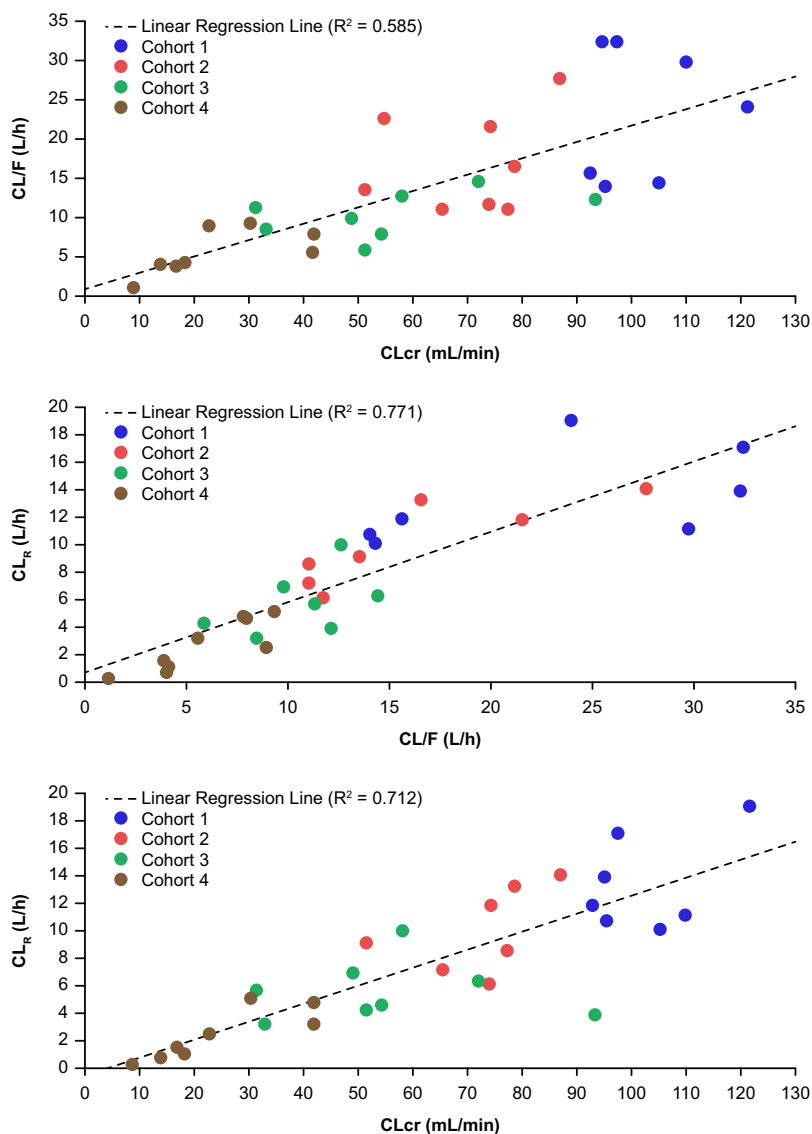 35
30
25
20
15
10
5
0
CL/F (L/h)
Linear Regression Line (R² = 0.585)
Cohort 1
Cohort 2
Cohort 3
Cohort 4
0 10 20 30 40 50 60 70 80 90 100 110 120 130
CLcr (mL/min)
20
18
16
14
12
10
8
6
4
2
0
CL_R (L/h)
Linear Regression Line (R² = 0.771)
Cohort 1
Cohort 2
Cohort 3
Cohort 4
0 5 10 15 20 25 30 35
CL/F (L/h)
20
18
16
14
12
10
8
6
4
2
0
CL_R (L/h)
Linear Regression Line (R² = 0.712)
Cohort 1
Cohort 2
Cohort 3
Cohort 4
0 10 20 30 40 50 60 70 80 90 100 110 120 130
CLcr (mL/min)